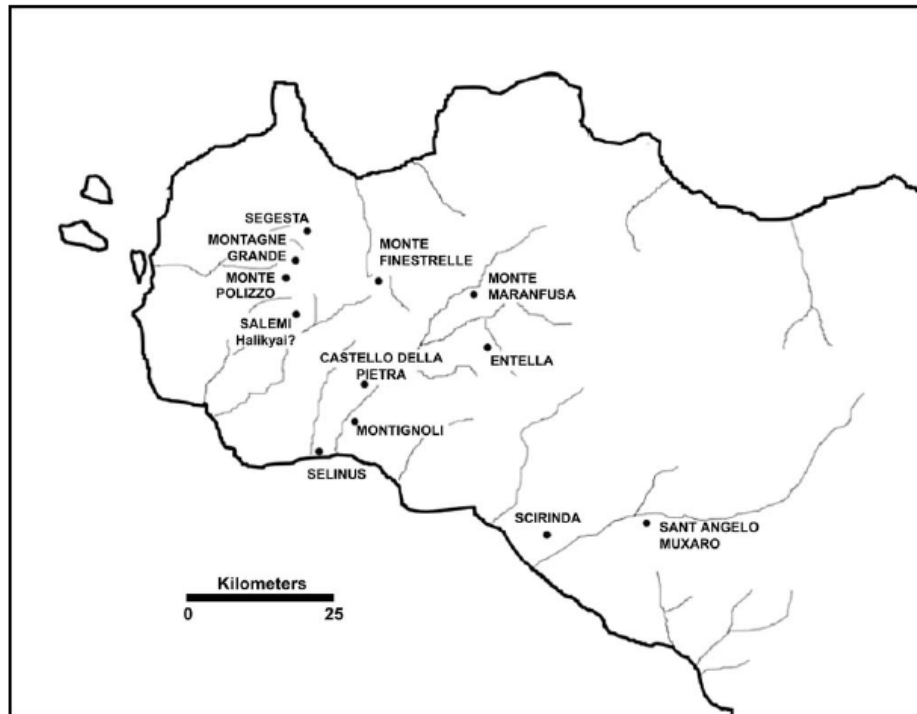 SEGESTA
MONTAGNE
GRANDE
MONTE
POLIZZO
SALEMI
Halikyai?
MONTE
FINESTRELLE
MONTE
MARANFUSA
CASTELLO DELLA
PIETRA
ENTELLA
MONTIGNOLI
SELINUS
SCIRINDA
SANT ANGELO
MUXARO
Kilometers
0 25